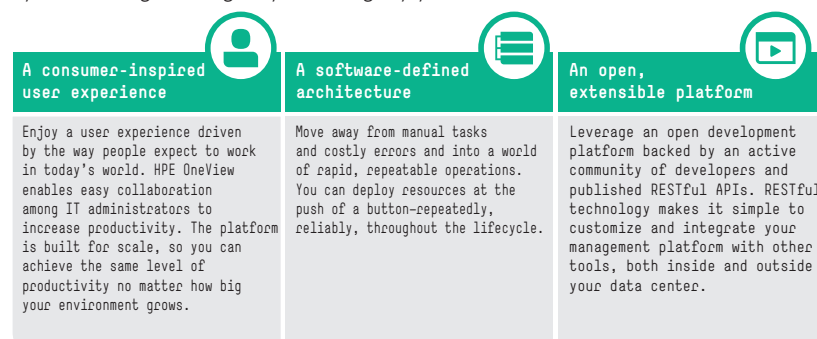 A consumer-inspired
user experience
Enjoy a user experience driven
by the way people expect to work
in today's world. HPE OneView
enables easy collaboration
among IT administrators to
increase productivity. The platform
is built for scale, so you can
achieve the same level of
productivity no matter how big
your environment grows.
A software-defined
architecture
Move away from manual tasks
and costly errors and into a world
of rapid, repeatable operations.
You can deploy resources at the
push of a button–repeatedly,
reliably, throughout the lifecycle.
An open,
extensible platform
Leverage an open development
platform backed by an active
community of developers and
published RESTful APIs. RESTful
technology makes it simple to
customize and integrate your
management platform with other
tools, both inside and outside
your data center.